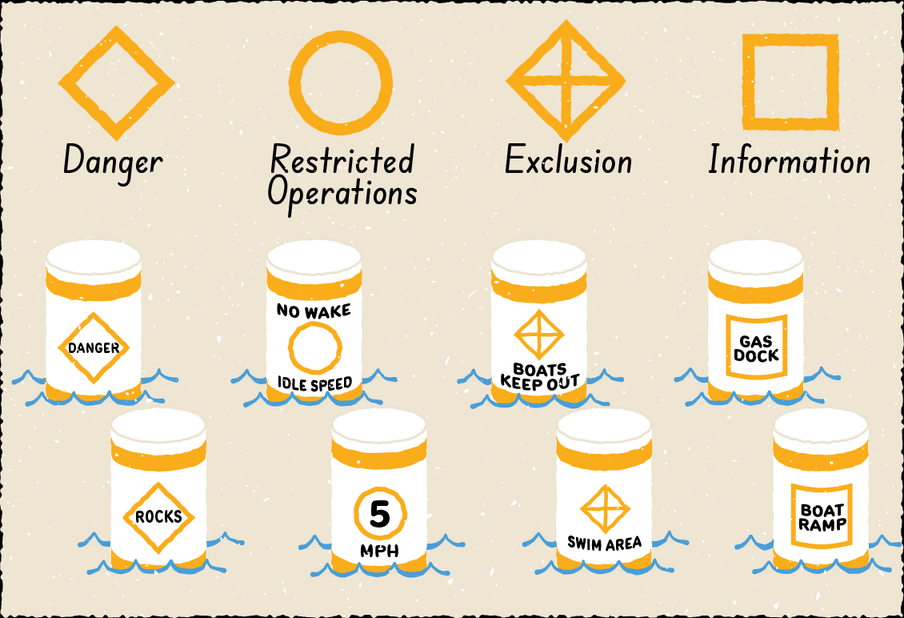 Danger
Restricted
Operations
Exclusion
Information
DANGER
NO WAKE
IDLE SPEED
BOATS
KEEP OUT
GAS
DOCK
ROCKS
5
MPH
SWIM AREA
BOAT
RAMP